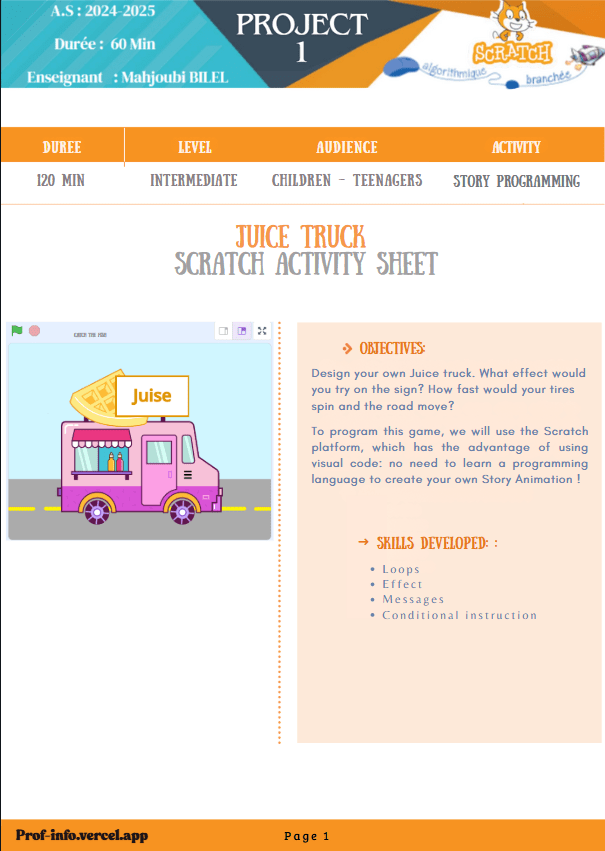 A.S : 2024-2025
Durée : 60 Min
Enseignant : Mahjoubi BILEL
PROJECT
1
SCRATCH
algorithmique
branchée
DUREE LEVEL AUDIENCE ACTIVITY
120 MIN INTERMEDIATE CHILDREN - TEENAGERS STORY PROGRAMMING
JUICE TRUCK
SCRATCH ACTIVITY SHEET
Juise
OBJECTIVES:
Design your own Juice truck. What effect would
you try on the sign? How fast would your tires
spin and the road move?
To program this game, we will use the Scratch
platform, which has the advantage of using
visual code: no need to learn a programming
language to create your own Story Animation !
SKILLS DEVELOPED: :
• Loops
• Effect
• Messages
• Conditional instruction
Prof-info.vercel.app
Page 1